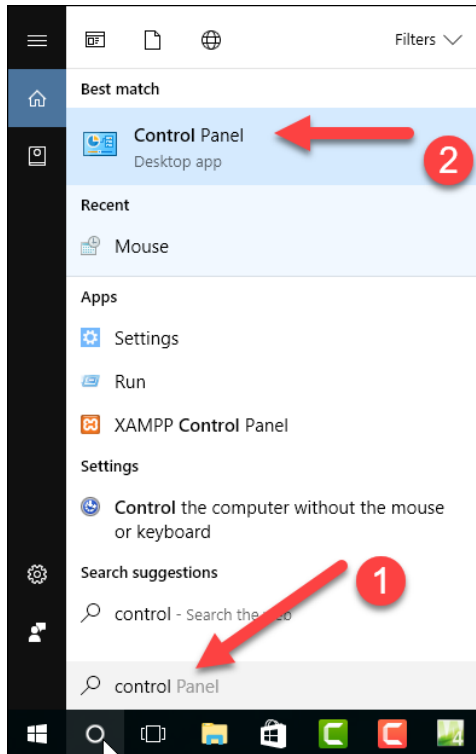 Filters
Best match
Control Panel
Desktop app
2
Recent
Mouse
Apps
Settings
Run
XAMPP Control Panel
Settings
Control the computer without the mouse
or keyboard
Search suggestions
1
control - Search the web
control Panel
4